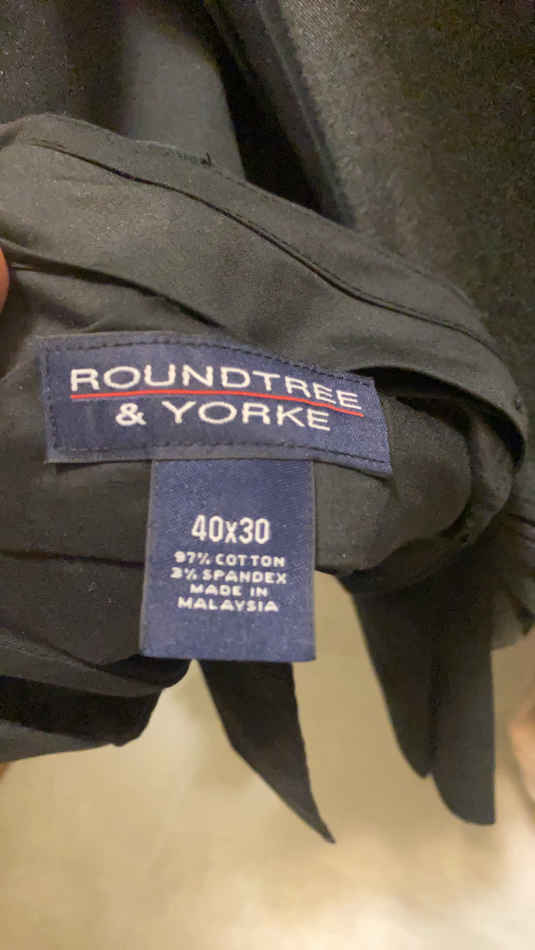 ROUNDTREE
& YORKE
40x30
97% COTTON
3% SPANDEX
MADE IN
MALAYSIA